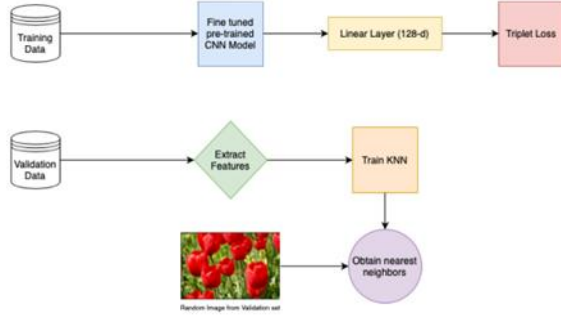 Training
Data
Fine tuned
pre-trained
CNN Model
Linear Layer (128-d)
Triplet Loss
Validation
Data
Extract
Features
Train KNN
Obtain nearest
neighbors
Random Image from Validation set